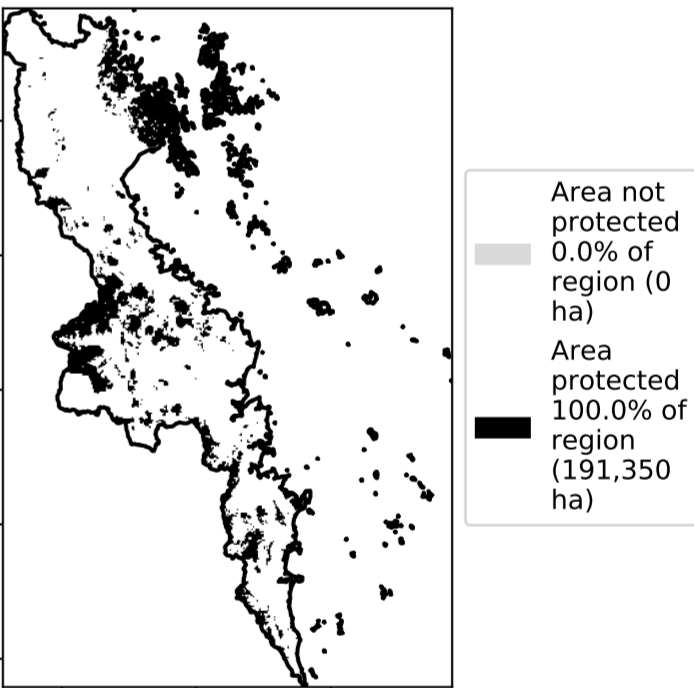 Area not
protected
0.0% of
region (0
ha)
Area
protected
100.0% of
region
(191,350
ha)